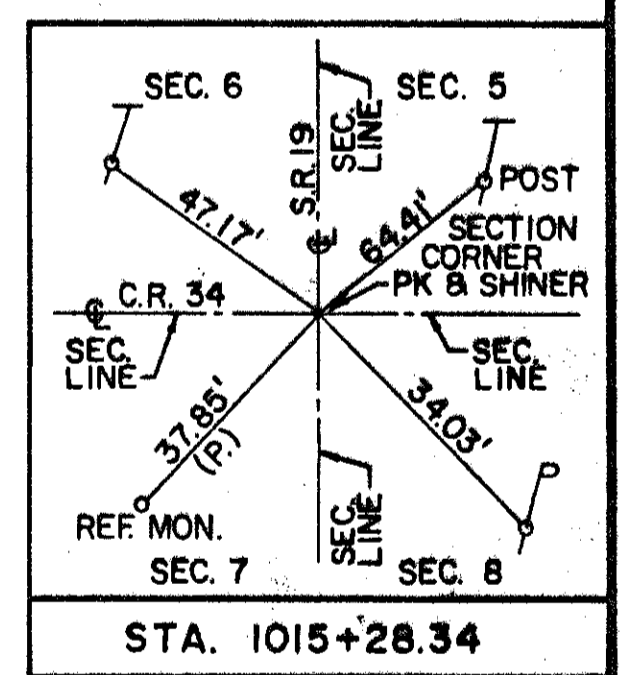 SEC. 6
SEC. 5
S.R. 19
SEC. LINE
POST
47.17'
64.41'
SECTION
CORNER
PK & SHINER
℄
℄ C.R. 34
SEC.
LINE
SEC.
LINE
37.85'
(P.)
34.03'
REF. MON.
SEC. LINE
SEC. 7
SEC. 8
STA. 1015+28.34